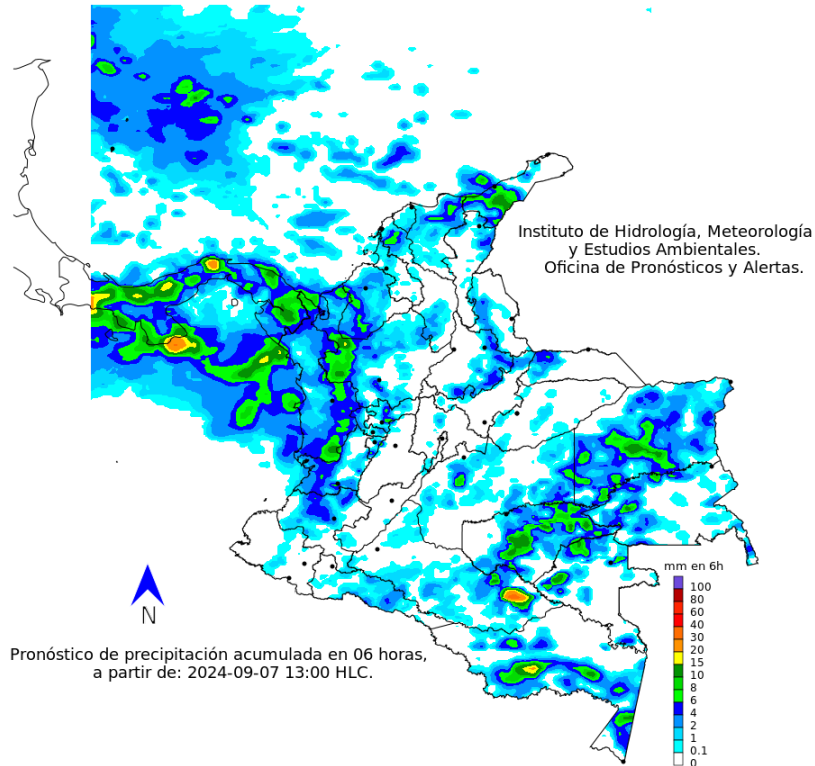 Instituto de Hidrología, Meteorología
y Estudios Ambientales.
Oficina de Pronósticos y Alertas.
mm en 6h
100
80
60
40
30
20
15
10
8
6
4
2
1
0.1
0
N
Pronóstico de precipitación acumulada en 06 horas,
a partir de: 2024-09-07 13:00 HLC.